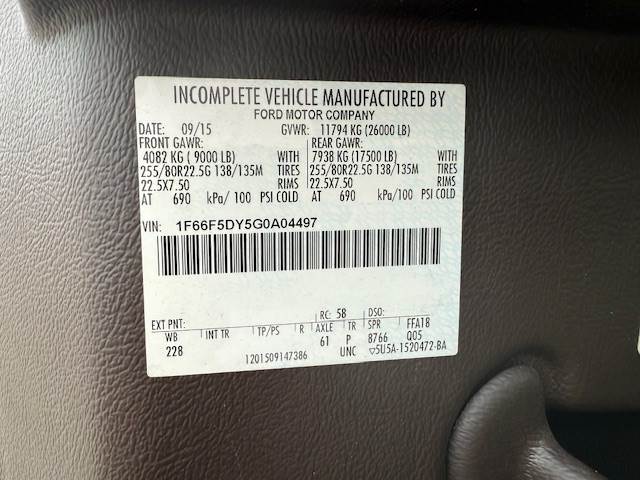 INCOMPLETE VEHICLE MANUFACTURED BY
FORD MOTOR COMPANY
DATE: 09/15 GVWR: 11794 KG (26000 LB)
FRONT GAWR: REAR GAWR:
4082 KG ( 9000 LB) WITH 7938 KG (17500 LB) WITH
255/80R22.5G 138/135M TIRES 255/80R22.5G 138/135M TIRES
22.5X7.50 RIMS 22.5X7.50 RIMS
AT 690 kPa/ 100 PSI COLD AT 690 kPa/ 100 PSI COLD
VIN: 1F66F5DY5G0A04497
EXT PNT: RC: 58 DSO:
WB INT TR TP/PS R AXLE TR SPR FFA18
228 61 P 8766 Q05
1201509147386 UNC ▽5U5A-1520472-BA